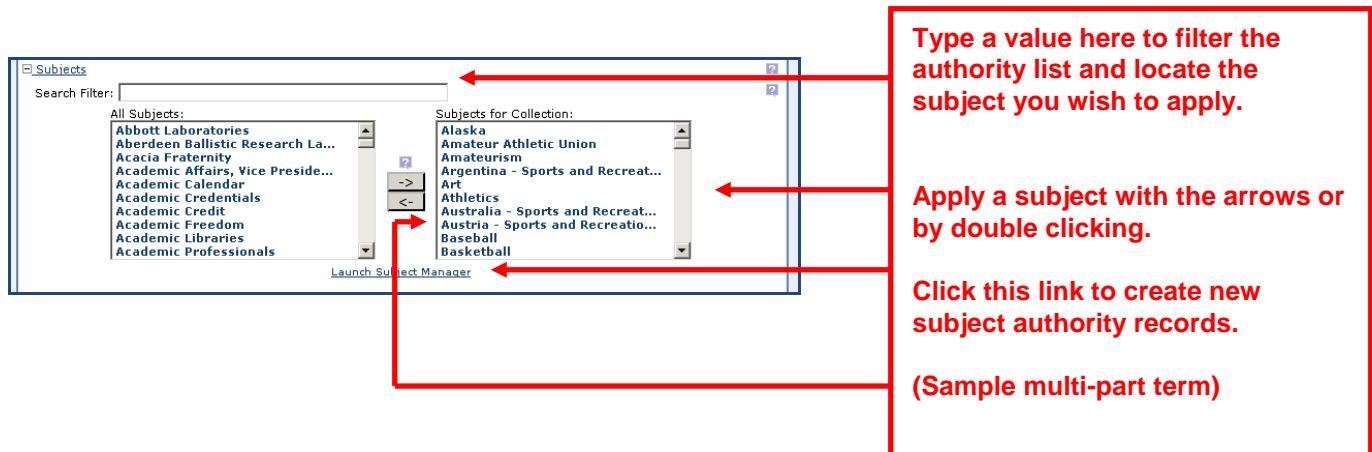 Subjects
Search Filter:
All Subjects:
Abbott Laboratories
Aberdeen Ballistic Research La...
Acacia Fraternity
Academic Affairs, Vice Preside...
Academic Calendar
Academic Credentials
Academic Credit
Academic Freedom
Academic Libraries
Academic Professionals
->
<-
Subjects for Collection:
Alaska
Amateur Athletic Union
Amateurism
Argentina - Sports and Recreat...
Art
Athletics
Australia - Sports and Recreat...
Austria - Sports and Recreatio...
Baseball
Basketball
Launch Subject Manager
Type a value here to filter the
authority list and locate the
subject you wish to apply.
Apply a subject with the arrows or
by double clicking.
Click this link to create new
subject authority records.
(Sample multi-part term)